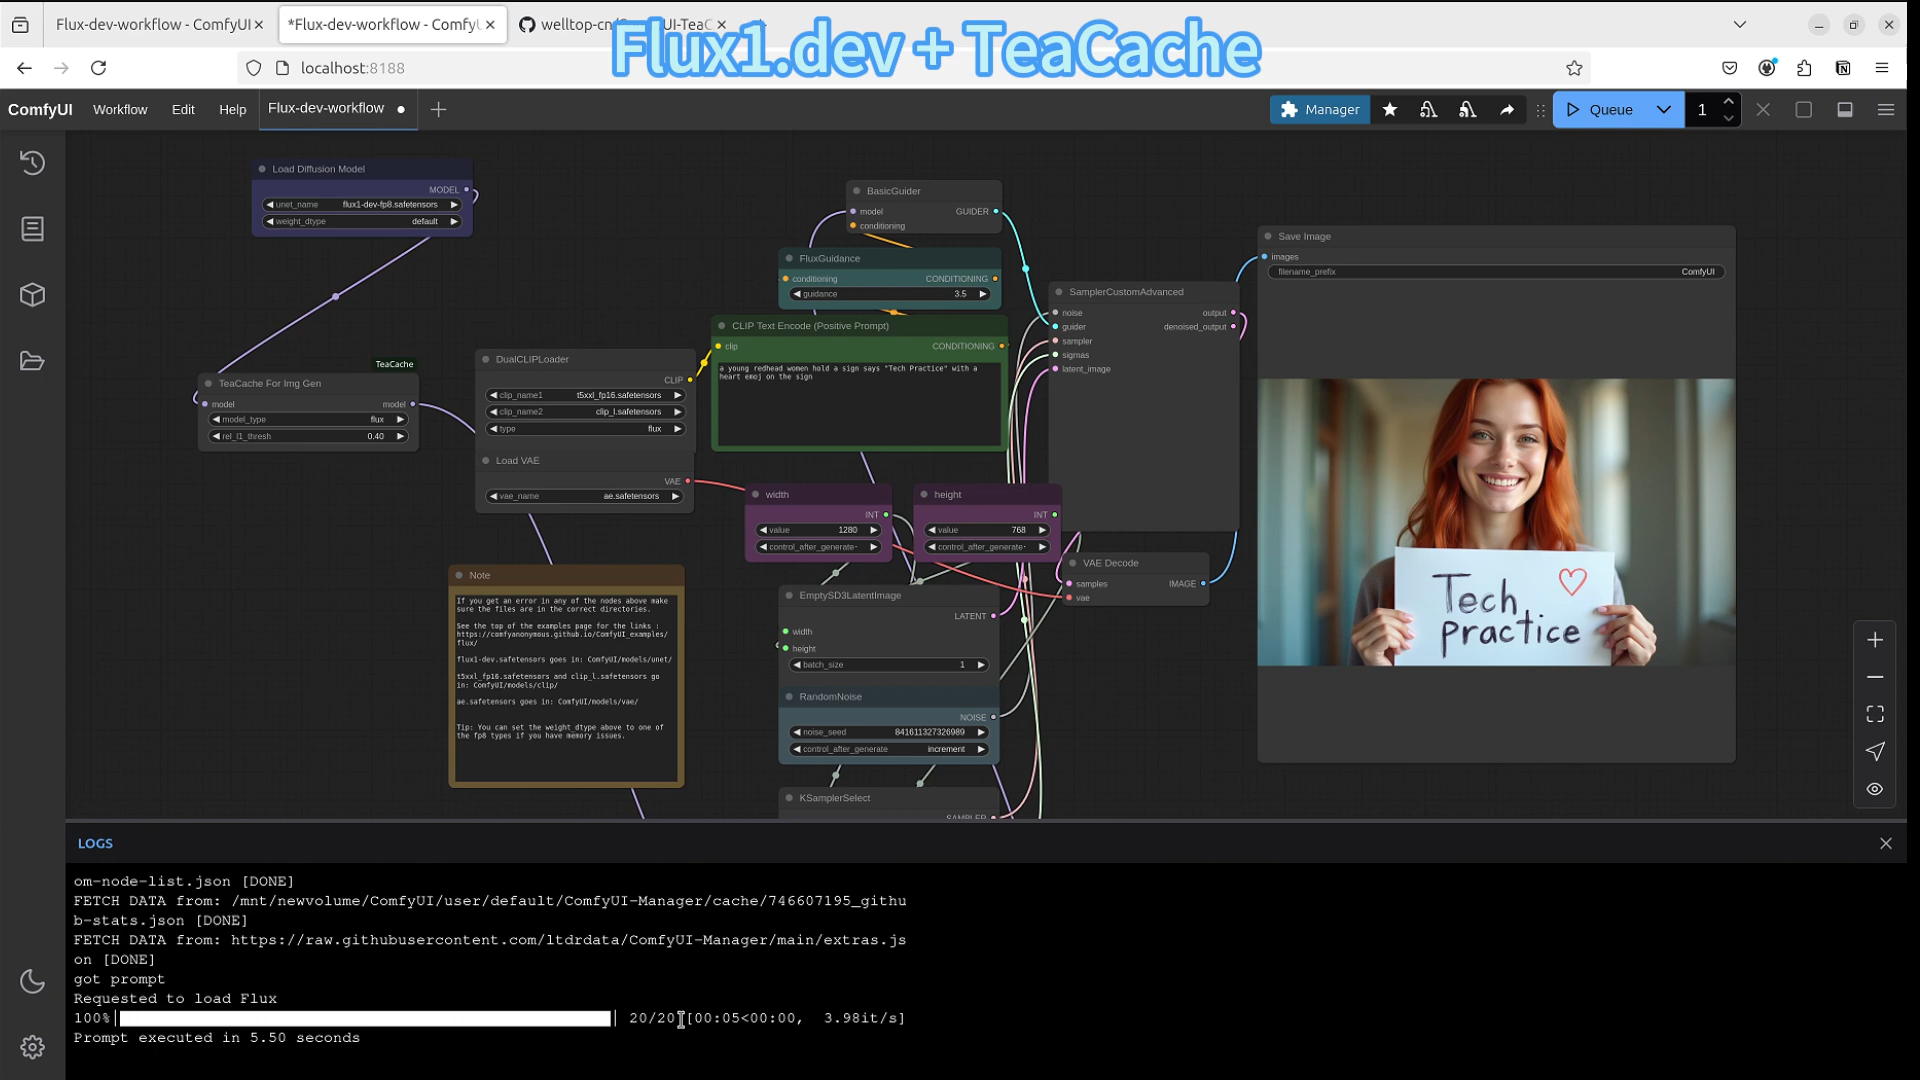 Flux-dev-workflow - ComfyUI
*Flux-dev-workflow - Comfy
welltop-cn/
UI-TeaC
Flux1.dev + TeaCache
localhost:8188
ComfyUI
Workflow
Edit
Help
Flux-dev-workflow
Manager
Queue
1
Load Diffusion Model
MODEL
unet_name flux1-dev-fp8.safetensors
weight_dtype default
TeaCache
TeaCache For Img Gen
model model
model_type flux
rel_l1_thresh 0.40
DualCLIPLoader
CLIP
clip_name1 t5xxl_fp16.safetensors
clip_name2 clip_l.safetensors
type flux
Load VAE
VAE
vae_name ae.safetensors
Note
If you get an error in any of the nodes above make
sure the files are in the correct directories.
See the top of the examples page for the links :
https://comfyanonymous.github.io/ComfyUI_examples/
flux/
flux1-dev.safetensors goes in: ComfyUI/models/unet/
t5xxl_fp16.safetensors and clip_l.safetensors go
in: ComfyUI/models/clip/
ae.safetensors goes in: ComfyUI/models/vae/
Tip: You can set the weight_dtype above to one of
the fp8 types if you have memory issues.
BasicGuider
model GUIDER
conditioning
FluxGuidance
conditioning CONDITIONING
guidance 3.5
CLIP Text Encode (Positive Prompt)
clip CONDITIONING
a young redhead women hold a sign says "Tech Practice" with a
heart emoj on the sign
width
INT
value 1280
control_after_generate
height
INT
value 768
control_after_generate
EmptySD3LatentImage
LATENT
width
height
batch_size 1
RandomNoise
NOISE
noise_seed 841611327326989
control_after_generate increment
KSamplerSelect
SAMPLER
SamplerCustomAdvanced
noise output
guider denoised_output
sampler
sigmas
latent_image
VAE Decode
samples IMAGE
vae
Save Image
images
filename_prefix ComfyUI
Tech
practice
LOGS
om-node-list.json [DONE]
FETCH DATA from: /mnt/newvolume/ComfyUI/user/default/ComfyUI-Manager/cache/746607195_githu
b-stats.json [DONE]
FETCH DATA from: https://raw.githubusercontent.com/ltdrdata/ComfyUI-Manager/main/extras.js
on [DONE]
got prompt
Requested to load Flux
100%| | 20/20 [00:05<00:00, 3.98it/s]
Prompt executed in 5.50 seconds